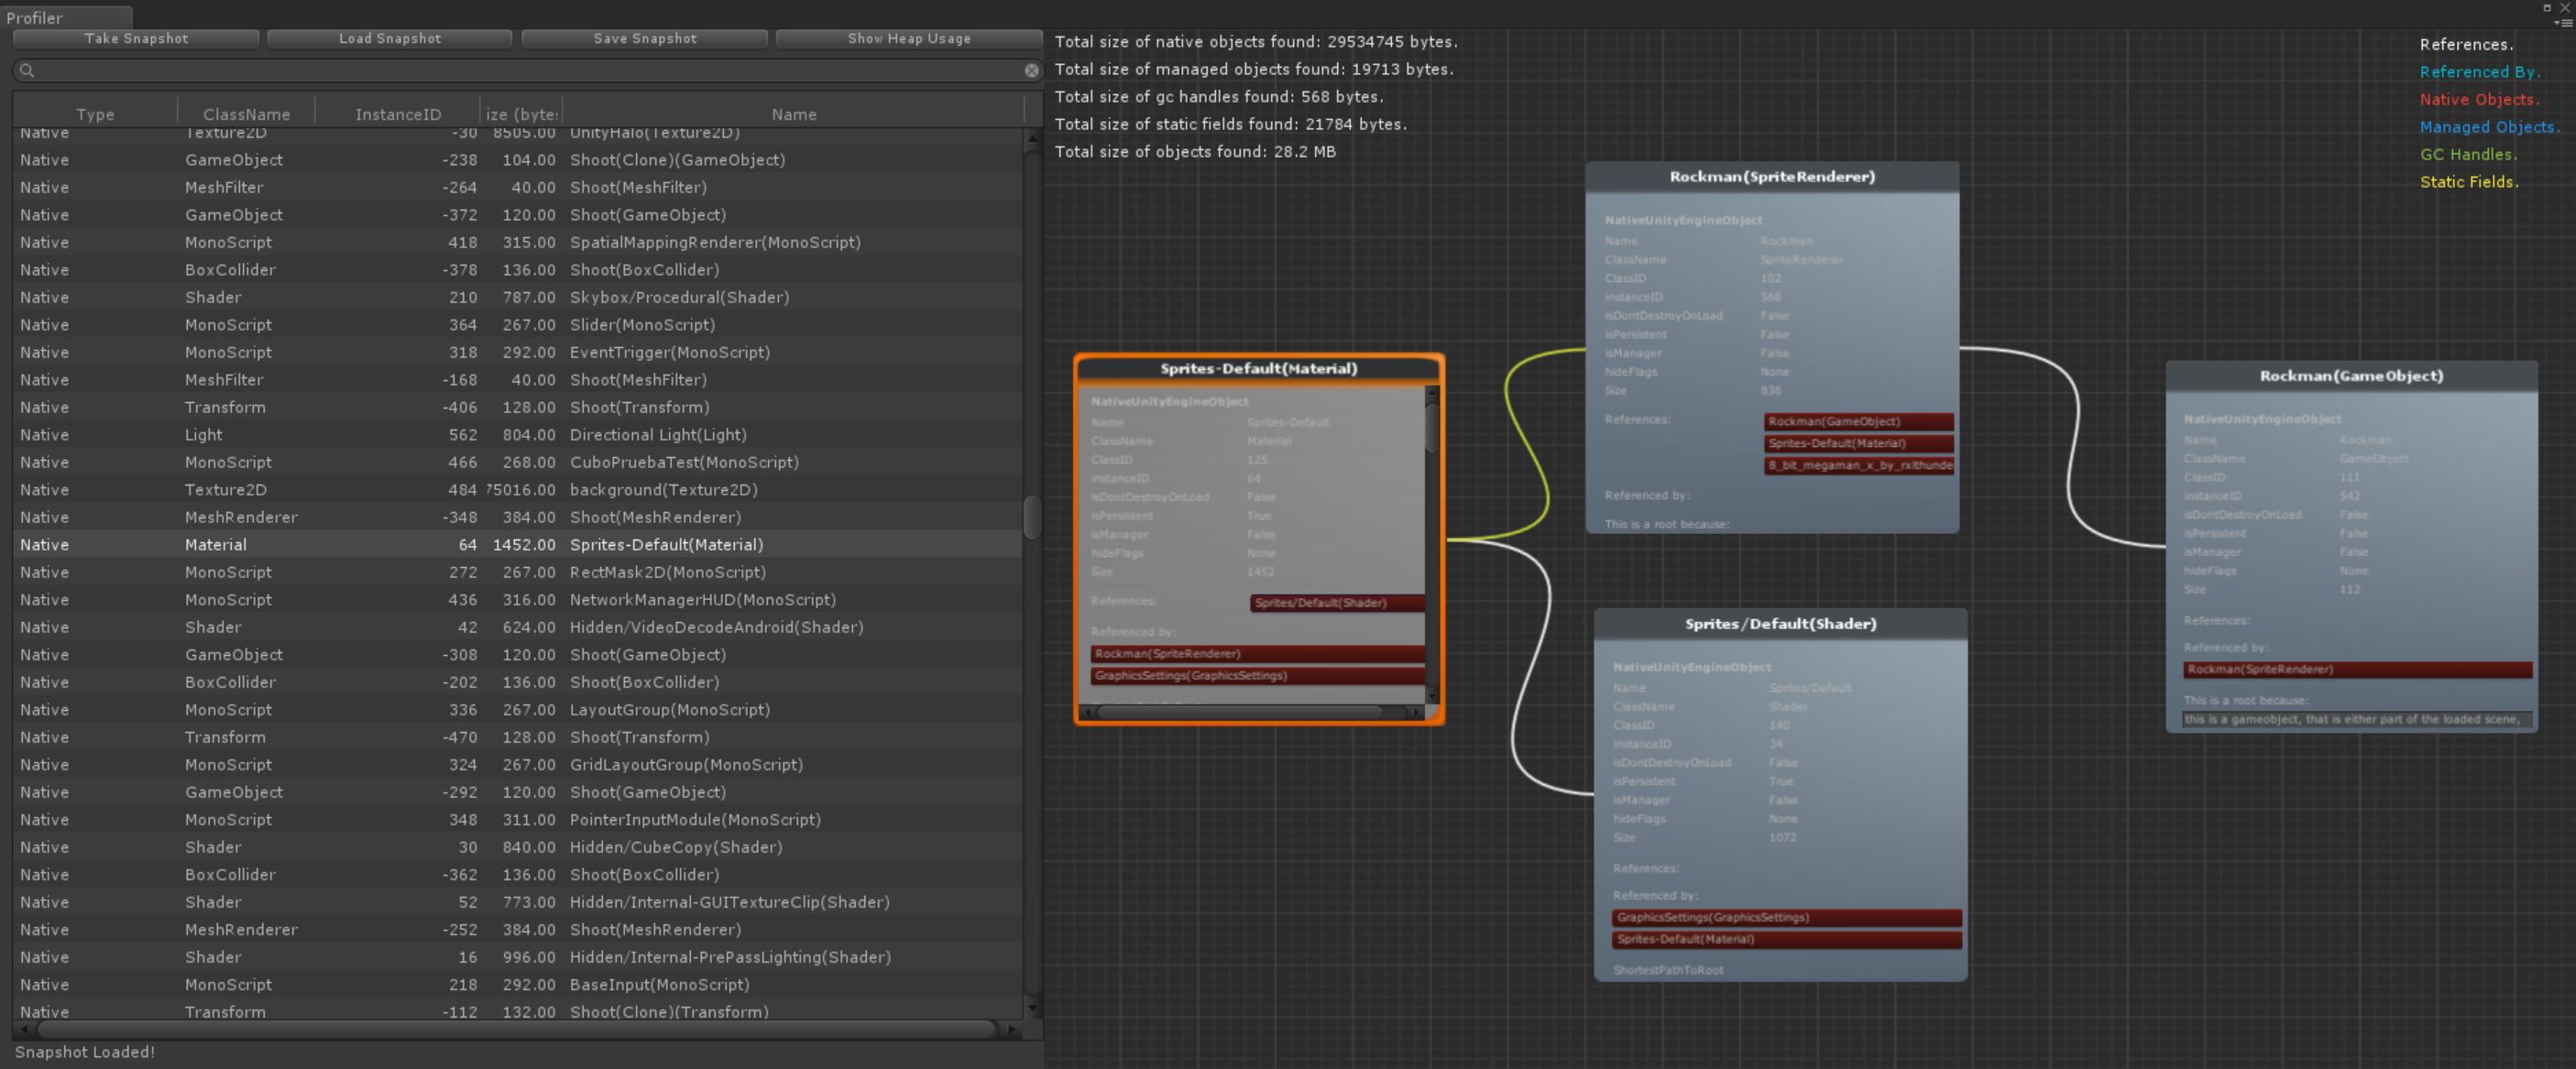 Profiler
Take Snapshot Load Snapshot Save Snapshot Show Heap Usage
Type ClassName InstanceID ize (byte: Name
Native Texture2D -30 8505.00 UnityHalo(Texture2D)
Native GameObject -238 104.00 Shoot(Clone)(GameObject)
Native MeshFilter -264 40.00 Shoot(MeshFilter)
Native GameObject -372 120.00 Shoot(GameObject)
Native MonoScript 418 315.00 SpatialMappingRenderer(MonoScript)
Native BoxCollider -378 136.00 Shoot(BoxCollider)
Native Shader 210 787.00 Skybox/Procedural(Shader)
Native MonoScript 364 267.00 Slider(MonoScript)
Native MonoScript 318 292.00 EventTrigger(MonoScript)
Native MeshFilter -168 40.00 Shoot(MeshFilter)
Native Transform -406 128.00 Shoot(Transform)
Native Light 562 804.00 Directional Light(Light)
Native MonoScript 466 268.00 CuboPruebaTest(MonoScript)
Native Texture2D 484 75016.00 background(Texture2D)
Native MeshRenderer -348 384.00 Shoot(MeshRenderer)
Native Material 64 1452.00 Sprites-Default(Material)
Native MonoScript 272 267.00 RectMask2D(MonoScript)
Native MonoScript 436 316.00 NetworkManagerHUD(MonoScript)
Native Shader 42 624.00 Hidden/VideoDecodeAndroid(Shader)
Native GameObject -308 120.00 Shoot(GameObject)
Native BoxCollider -202 136.00 Shoot(BoxCollider)
Native MonoScript 336 267.00 LayoutGroup(MonoScript)
Native Transform -470 128.00 Shoot(Transform)
Native MonoScript 324 267.00 GridLayoutGroup(MonoScript)
Native GameObject -292 120.00 Shoot(GameObject)
Native MonoScript 348 311.00 PointerInputModule(MonoScript)
Native Shader 30 840.00 Hidden/CubeCopy(Shader)
Native BoxCollider -362 136.00 Shoot(BoxCollider)
Native Shader 52 773.00 Hidden/Internal-GUITextureClip(Shader)
Native MeshRenderer -252 384.00 Shoot(MeshRenderer)
Native Shader 16 996.00 Hidden/Internal-PrePassLighting(Shader)
Native MonoScript 218 292.00 BaseInput(MonoScript)
Native Transform -112 132.00 Shoot(Clone)(Transform)
Snapshot Loaded!
Total size of native objects found: 29534745 bytes.
Total size of managed objects found: 19713 bytes.
Total size of gc handles found: 568 bytes.
Total size of static fields found: 21784 bytes.
Total size of objects found: 28.2 MB
References.
Referenced By.
Native Objects.
Managed Objects.
GC Handles.
Static Fields.
Sprites-Default(Material)
NativeUnityEngineObject
Name Sprites-Default
ClassName Material
ClassID 125
instanceID 64
isDontDestroyOnLoad False
isPersistent True
isManager False
hideFlags None
Size 1452
References: Sprites/Default(Shader)
Referenced by:
Rockman(SpriteRenderer)
GraphicsSettings(GraphicsSettings)
Rockman(SpriteRenderer)
NativeUnityEngineObject
Name Rockman
ClassName SpriteRenderer
ClassID 102
instanceID 568
isDontDestroyOnLoad False
isPersistent False
isManager False
hideFlags None
Size 836
References: Rockman(GameObject)
Sprites-Default(Material)
8_bit_megaman_x_by_rxlthunde
Referenced by:
This is a root because:
Sprites/Default(Shader)
NativeUnityEngineObject
Name Sprites/Default
ClassName Shader
ClassID 140
instanceID 34
isDontDestroyOnLoad False
isPersistent True
isManager False
hideFlags None
Size 1072
References:
Referenced by:
GraphicsSettings(GraphicsSettings)
Sprites-Default(Material)
ShortestPathToRoot
Rockman(GameObject)
NativeUnityEngineObject
Name Rockman
ClassName GameObject
ClassID 111
instanceID 542
isDontDestroyOnLoad False
isPersistent False
isManager False
hideFlags None
Size 112
References:
Referenced by:
Rockman(SpriteRenderer)
This is a root because:
this is a gameobject, that is either part of the loaded scene,